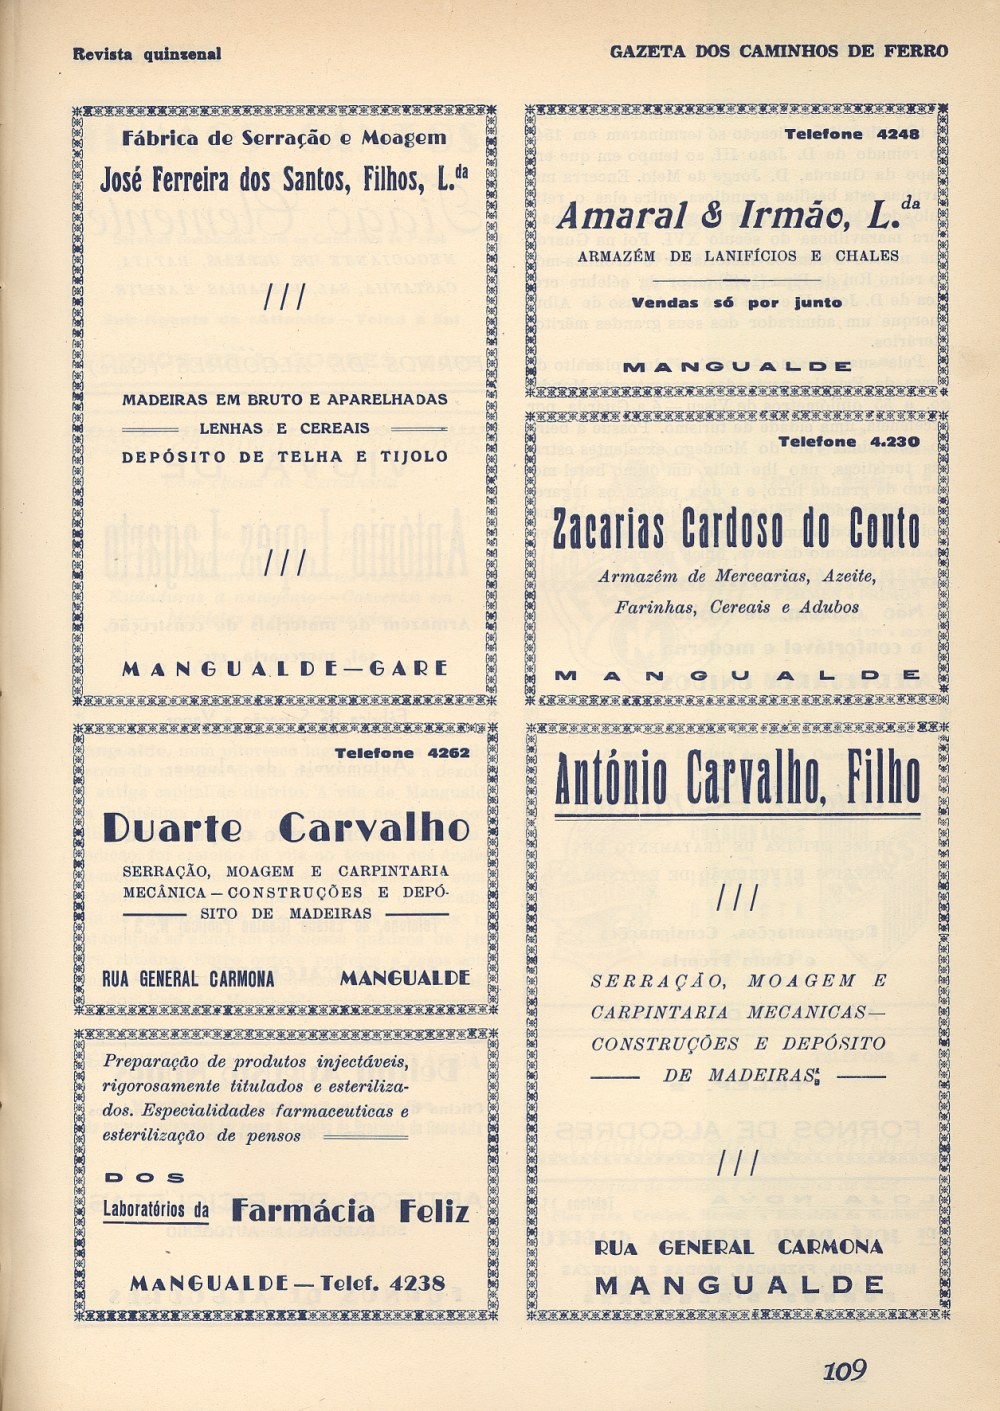 Revista quinzenal
GAZETA DOS CAMINHOS DE FERRO
Fábrica de Serração e Moagem
José Ferreira dos Santos, Filhos, L.da
///
MADEIRAS EM BRUTO E APARELHADAS
LENHAS E CEREAIS
DEPÓSITO DE TELHA E TIJOLO
///
MANGUALDE—GARE
Telefone 4262
Duarte Carvalho
SERRAÇÃO, MOAGEM E CARPINTARIA
MECÂNICA — CONSTRUÇÕES E DEPÓ-
SITO DE MADEIRAS
RUA GENERAL CARMONA MANGUALDE
Preparação de produtos injectáveis,
rigorosamente titulados e esteriliza-
dos. Especialidades farmaceuticas e
esterilização de pensos
DOS
Laboratórios da Farmácia Feliz
MANGUALDE — Telef. 4238
Telefone 4248
Amaral & Irmão, L.da
ARMAZÉM DE LANIFÍCIOS E CHALES
Vendas só por junto
MANGUALDE
Telefone 4.230
Zacarias Cardoso do Couto
Armazém de Mercearias, Azeite,
Farinhas, Cereais e Adubos
MANGUALDE
António Carvalho, Filho
///
SERRAÇÃO, MOAGEM E
CARPINTARIA MECANICAS—
CONSTRUÇÕES E DEPÓSITO
DE MADEIRAS
///
RUA GENERAL CARMONA
MANGUALDE
109